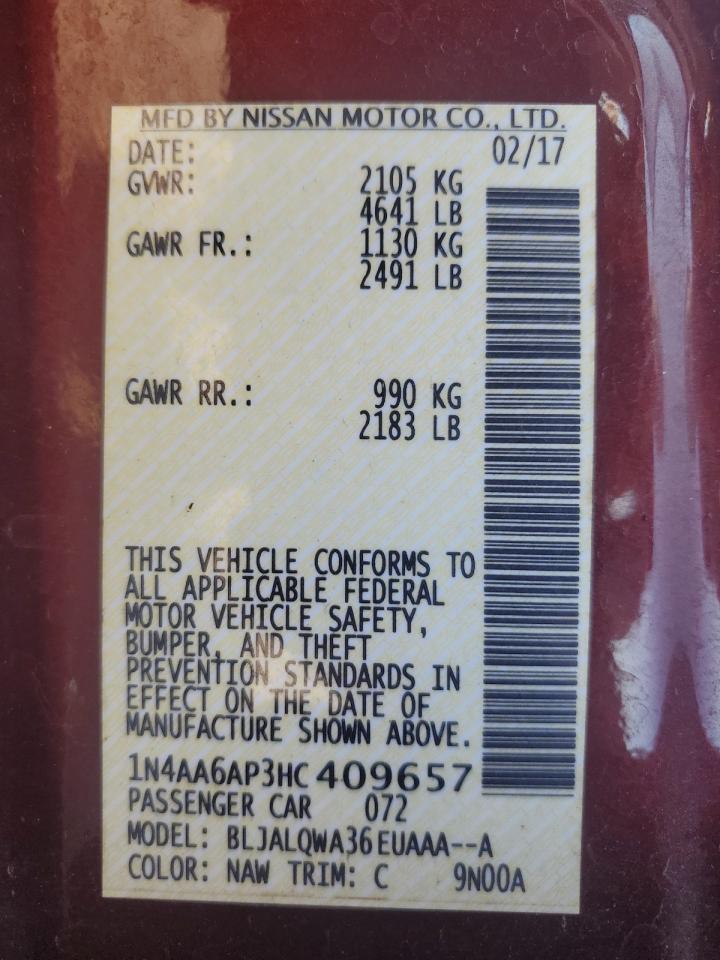 MFD BY NISSAN MOTOR CO., LTD.
DATE: 02/17
GVWR: 2105 KG
4641 LB
GAWR FR.: 1130 KG
2491 LB
GAWR RR.: 990 KG
2183 LB
THIS VEHICLE CONFORMS TO
ALL APPLICABLE FEDERAL
MOTOR VEHICLE SAFETY,
BUMPER, AND THEFT
PREVENTION STANDARDS IN
EFFECT ON THE DATE OF
MANUFACTURE SHOWN ABOVE.
1N4AA6AP3HC409657
PASSENGER CAR 072
MODEL: BLJALQWA36EUAAA--A
COLOR: NAW TRIM: C 9N00A